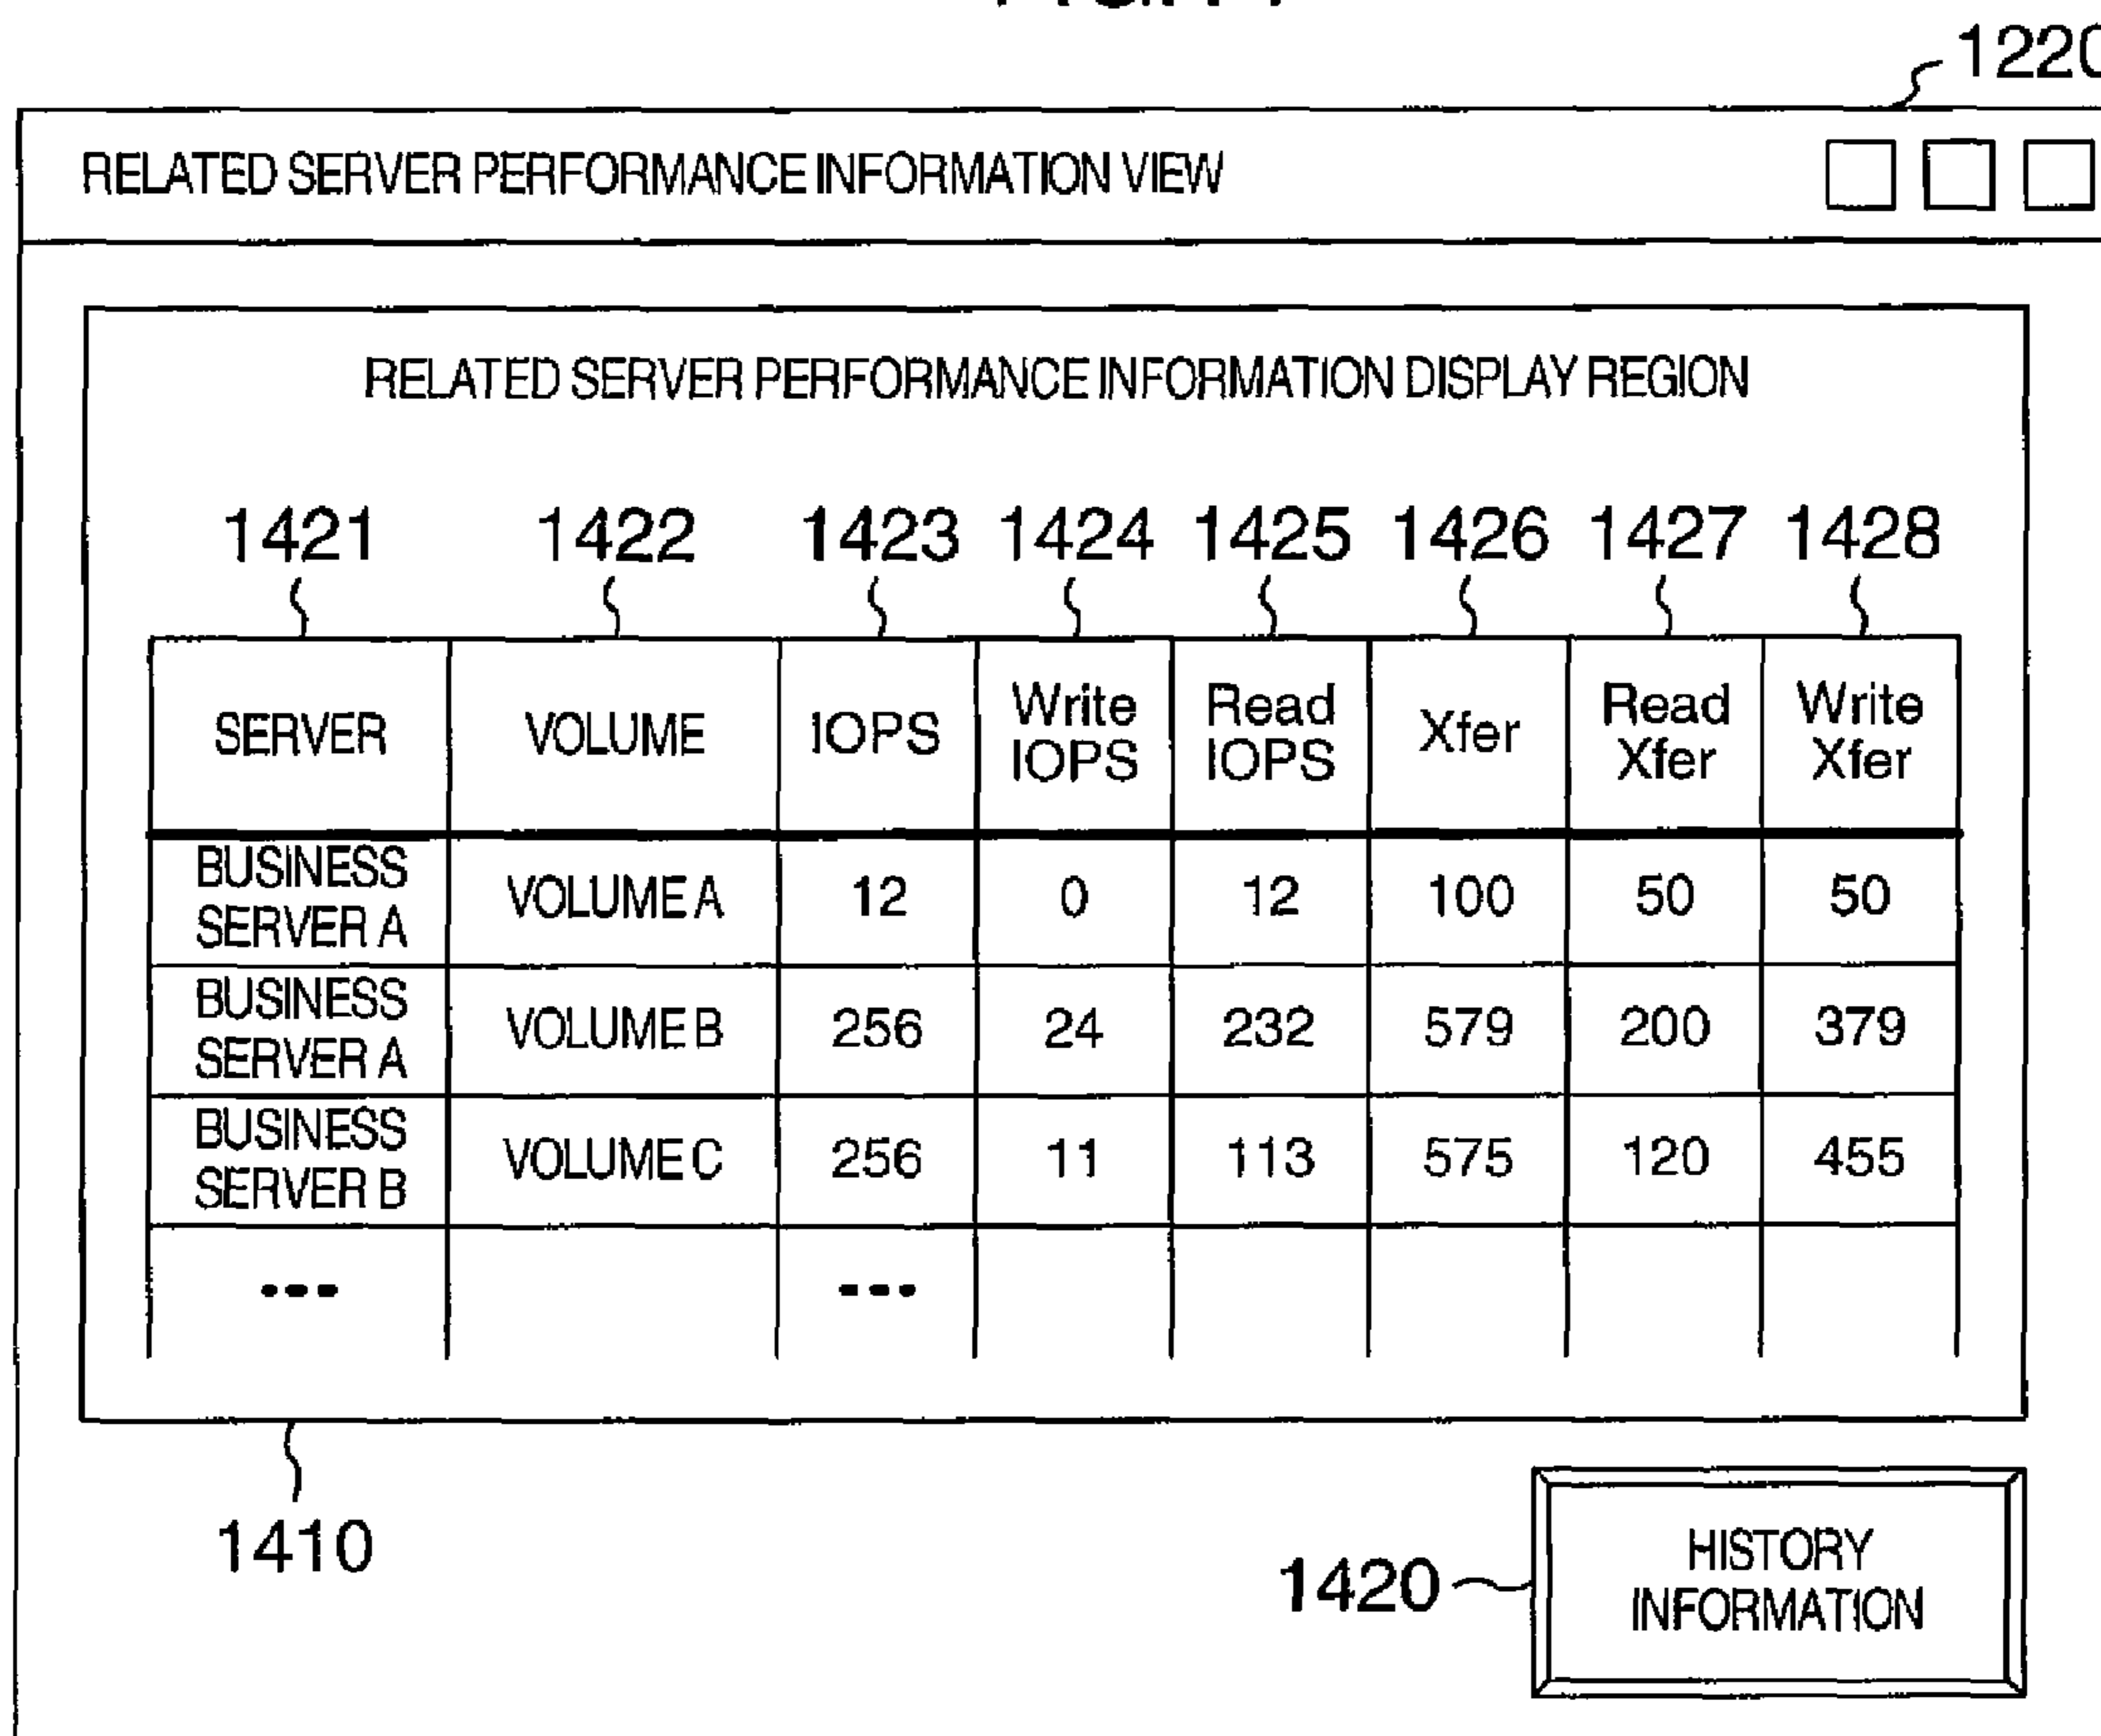 1220
RELATED SERVER PERFORMANCE INFORMATION VIEW
RELATED SERVER PERFORMANCE INFORMATION DISPLAY REGION
1421 1422 1423 1424 1425 1426 1427 1428
SERVER VOLUME IOPS Write IOPS Read IOPS Xfer Read Xfer Write Xfer
BUSINESS SERVER A VOLUME A 12 0 12 100 50 50
BUSINESS SERVER A VOLUME B 256 24 232 579 200 379
BUSINESS SERVER B VOLUME C 256 11 113 575 120 455
... ...
1410
1420
HISTORY
INFORMATION